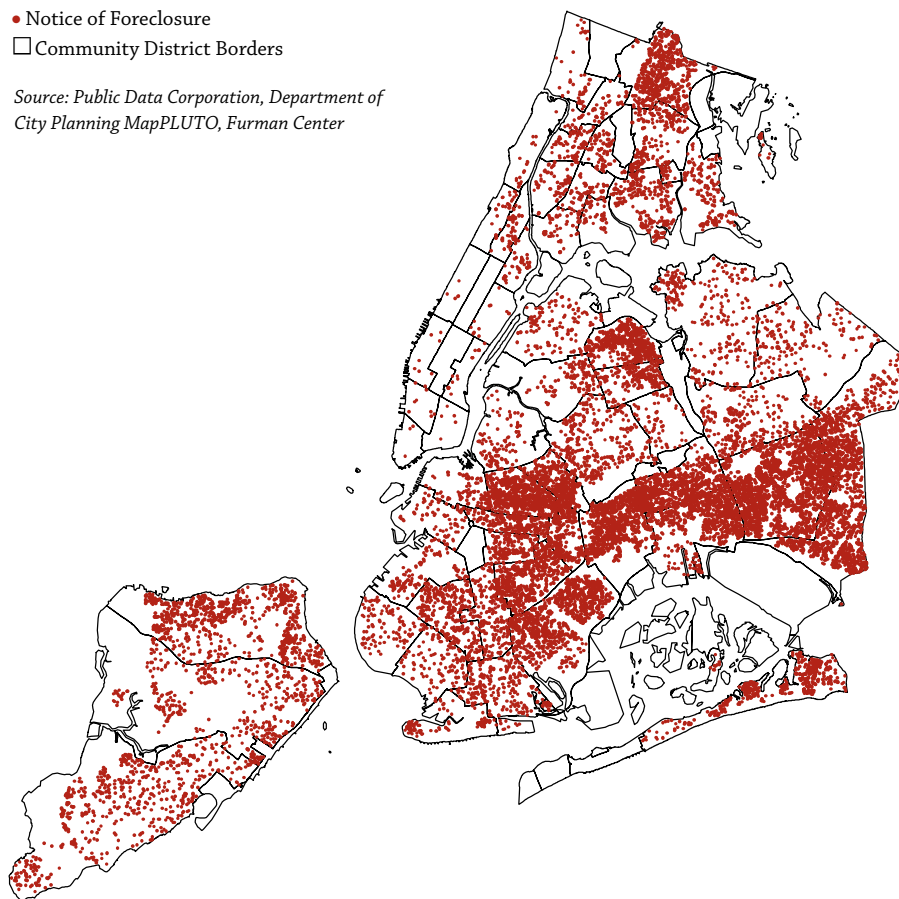 Notice of Foreclosure
Community District Borders
Source: Public Data Corporation, Department of
City Planning MapPLUTO, Furman Center